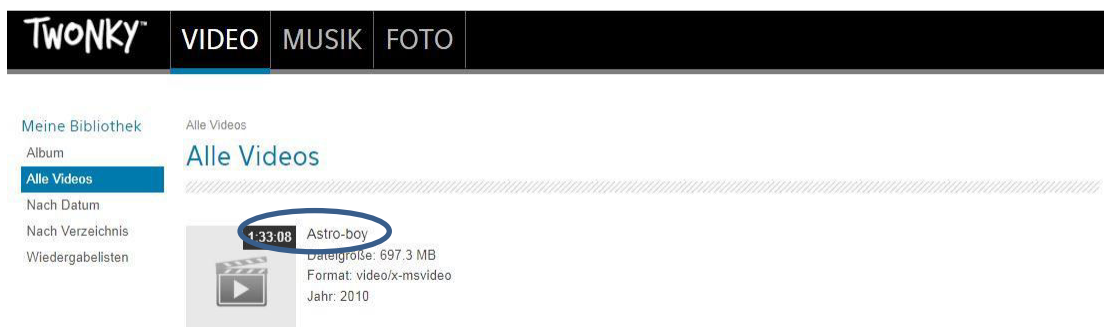 TWONKY™ VIDEO MUSIK FOTO
Meine Bibliothek
Album
Alle Videos
Nach Datum
Nach Verzeichnis
Wiedergabelisten
Alle Videos
Alle Videos
1:33:08
Astro-boy
Dateigröße: 697.3 MB
Format: video/x-msvideo
Jahr: 2010